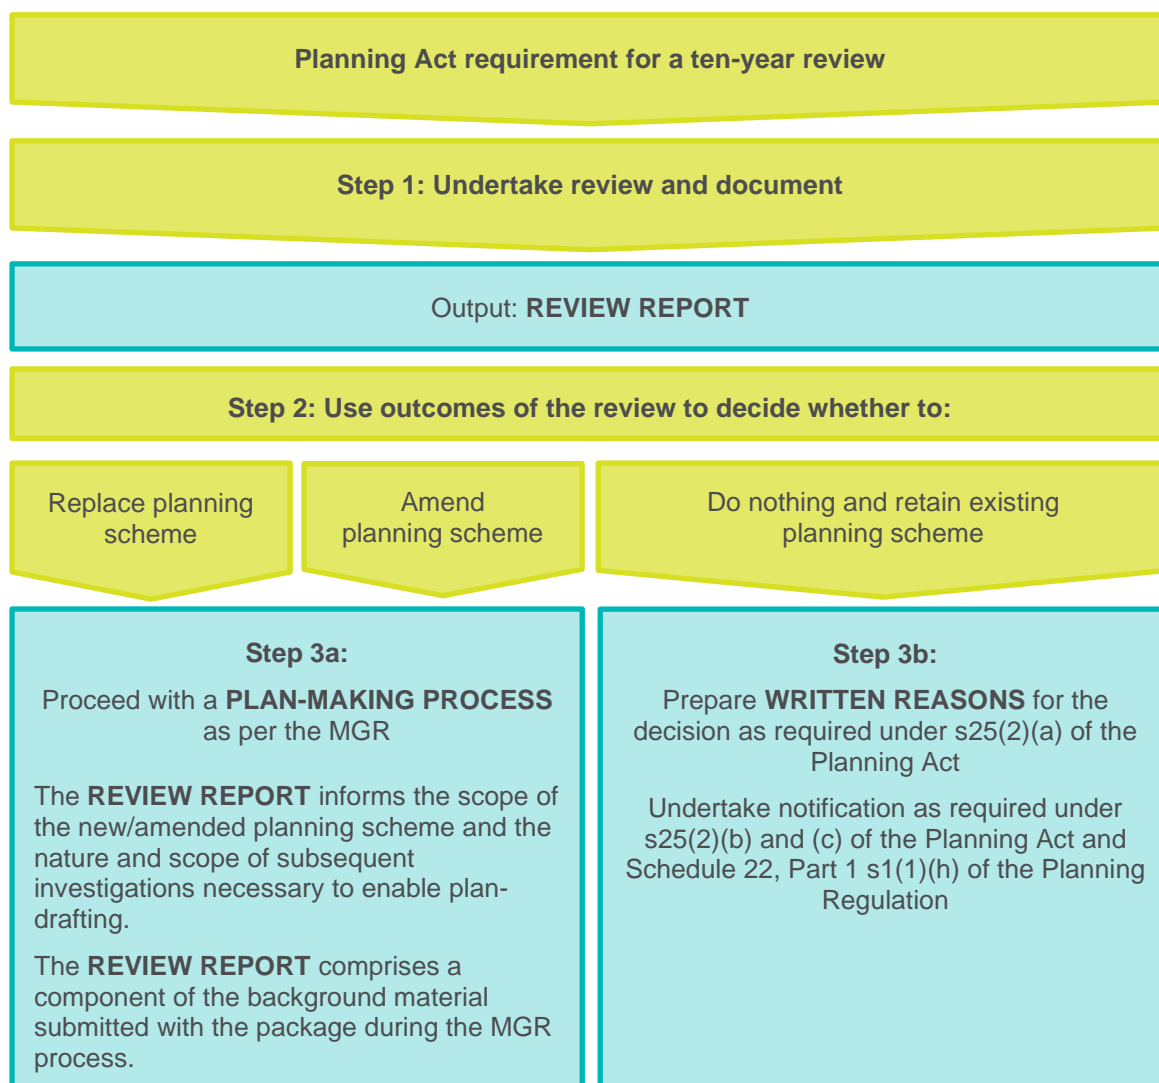 Planning Act requirement for a ten-year review
Step 1: Undertake review and document
Output: REVIEW REPORT
Step 2: Use outcomes of the review to decide whether to:
Replace planning
scheme
Amend
planning scheme
Do nothing and retain existing
planning scheme
Step 3a:
Proceed with a PLAN-MAKING PROCESS
as per the MGR
The REVIEW REPORT informs the scope of
the new/amended planning scheme and the
nature and scope of subsequent
investigations necessary to enable plan-
drafting.
The REVIEW REPORT comprises a
component of the background material
submitted with the package during the MGR
process.
Step 3b:
Prepare WRITTEN REASONS for the
decision as required under s25(2)(a) of the
Planning Act
Undertake notification as required under
s25(2)(b) and (c) of the Planning Act and
Schedule 22, Part 1 s1(1)(h) of the Planning
Regulation